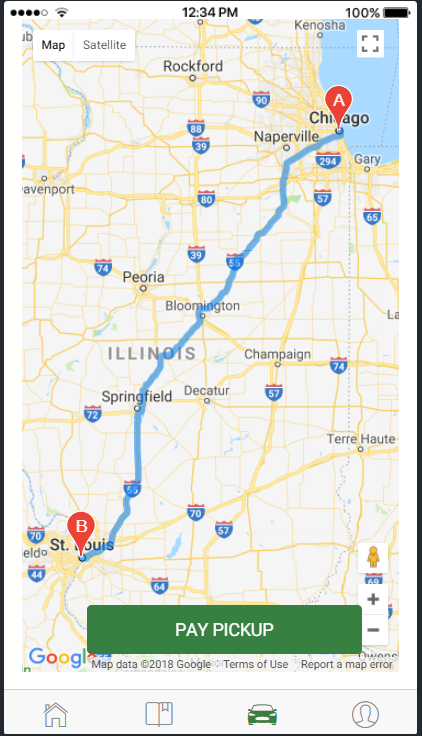 12:34 PM 100%
Map Satellite
Kenosha
Rockford
90
A
Chicago
88
39
Naperville
294
Gary
avenport
80
57
65
74
39
55
Peoria
Bloomington
ILLINOIS
Champaign
74
Springfield
Decatur
57
72
Terre Haute
55
B
70
70
57
St. Louis
44
64
69
+
PAY PICKUP
−
Google
Map data ©2018 Google Terms of Use Report a map error